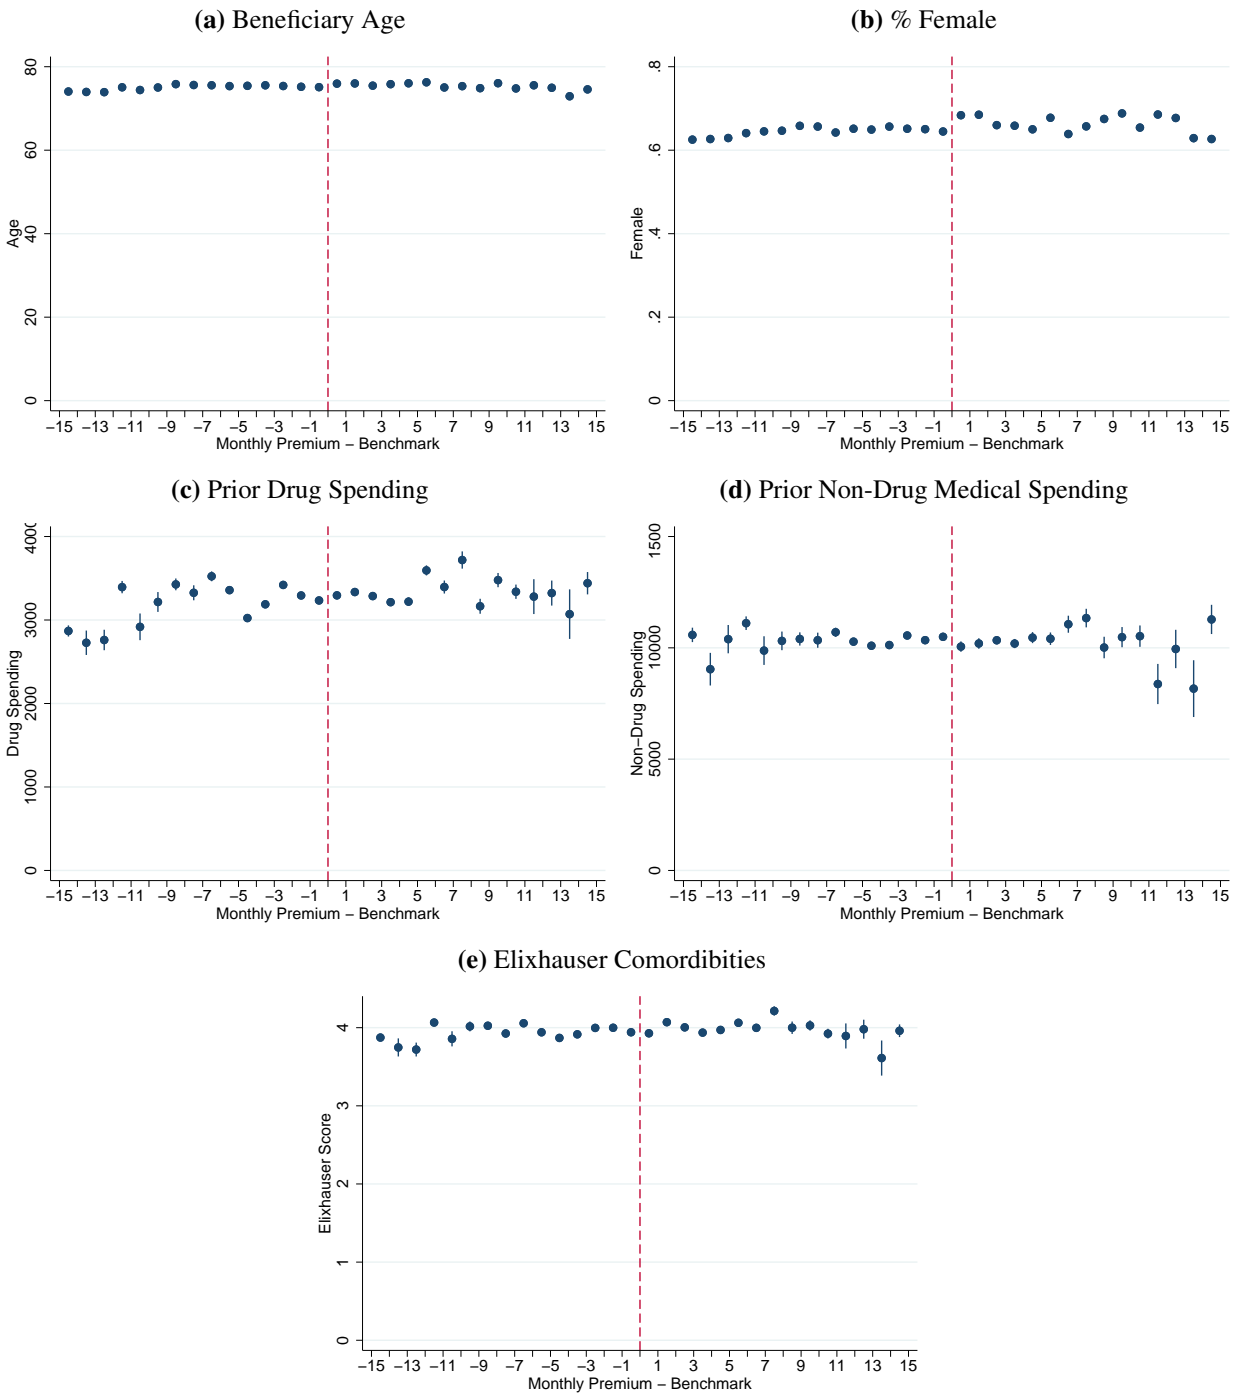 (a) Beneficiary Age
80
60
40
20
0
Age
−15 −13 −11 −9 −7 −5 −3 −1 1 3 5 7 9 11 13 15
Monthly Premium − Benchmark
(b) % Female
.8
.6
.4
.2
0
Female
−15 −13 −11 −9 −7 −5 −3 −1 1 3 5 7 9 11 13 15
Monthly Premium − Benchmark
(c) Prior Drug Spending
4000
3000
2000
1000
0
Drug Spending
−15 −13 −11 −9 −7 −5 −3 −1 1 3 5 7 9 11 13 15
Monthly Premium − Benchmark
(d) Prior Non-Drug Medical Spending
1500
10000
5000
0
Non−Drug Spending
−15 −13 −11 −9 −7 −5 −3 −1 1 3 5 7 9 11 13 15
Monthly Premium − Benchmark
(e) Elixhauser Comordibities
4
3
2
1
0
Elixhauser Score
−15 −13 −11 −9 −7 −5 −3 −1 1 3 5 7 9 11 13 15
Monthly Premium − Benchmark